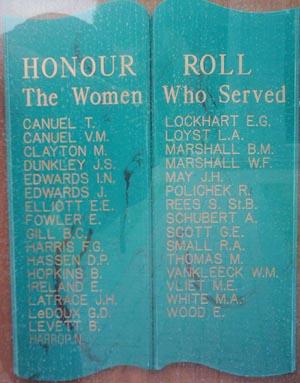 HONOUR ROLL
The Women Who Served
CANUEL T.
CANUEL V.M.
CLAYTON M.
DUNKLEY J.S.
EDWARDS I.N.
EDWARDS J.
ELLIOTT E.E.
FOWLER E.
GILL B.C.
HARRIS F.G.
HASSEN D.P.
HOPKINS B.
IRELAND E.
LATRACE J.H.
LeDOUX G.D.
LEVETT B.
HARROP N.
LOCKHART E.G.
LOYST L.A.
MARSHALL B.M.
MARSHALL W.F.
MAY J.H.
POLICHEK R.
REES S. St.B.
SCHUBERT A.
SCOTT G.E.
SMALL R.A.
THOMAS M.
VANKLEECK W.M.
VLIET M.E.
WHITE M.A.
WOOD E.